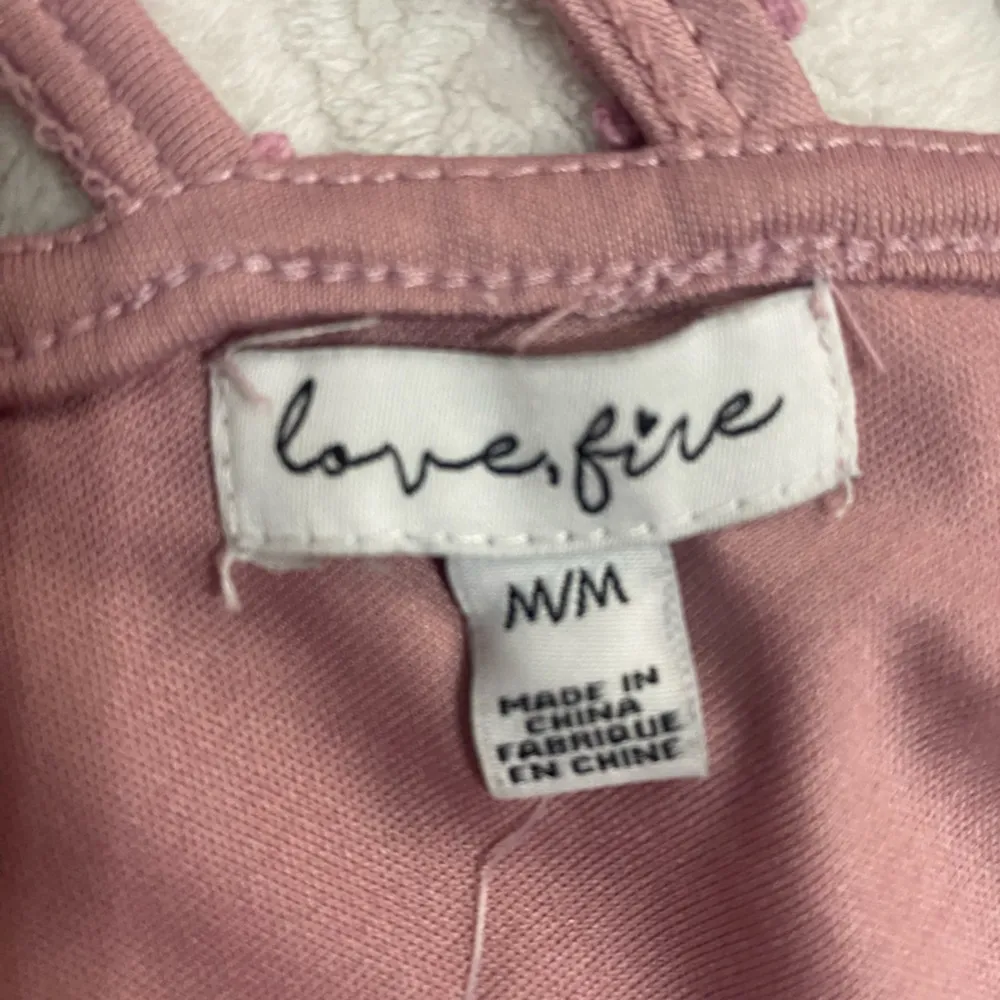 love, fire
M/M
MADE IN
CHINA
FABRIQUE
EN CHINE